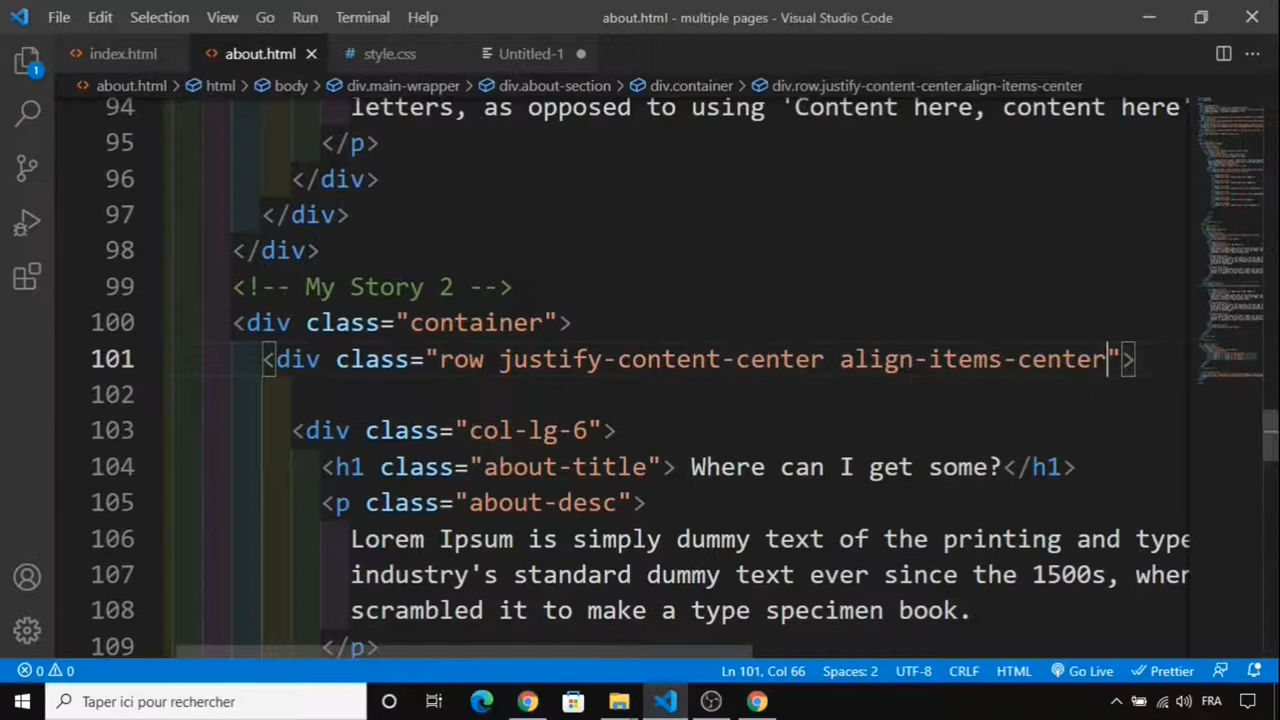 File Edit Selection View Go Run Terminal Help about.html - multiple pages - Visual Studio Code
index.html about.html style.css Untitled-1
about.html > html > body > div.main-wrapper > div.about-section > div.container > div.row.justify-content-center.align-items-center
1
94 letters, as opposed to using 'Content here, content here'
95 </p>
96 </div>
97 </div>
98 </div>
99 <!-- My Story 2 -->
100 <div class="container">
101 <div class="row justify-content-center align-items-center">
102
103 <div class="col-lg-6">
104 <h1 class="about-title"> Where can I get some?</h1>
105 <p class="about-desc">
106 Lorem Ipsum is simply dummy text of the printing and type
107 industry's standard dummy text ever since the 1500s, when
108 scrambled it to make a type specimen book.
109 </p>
0 0 Ln 101, Col 66 Spaces: 2 UTF-8 CRLF HTML Go Live Prettier
Taper ici pour rechercher FRA